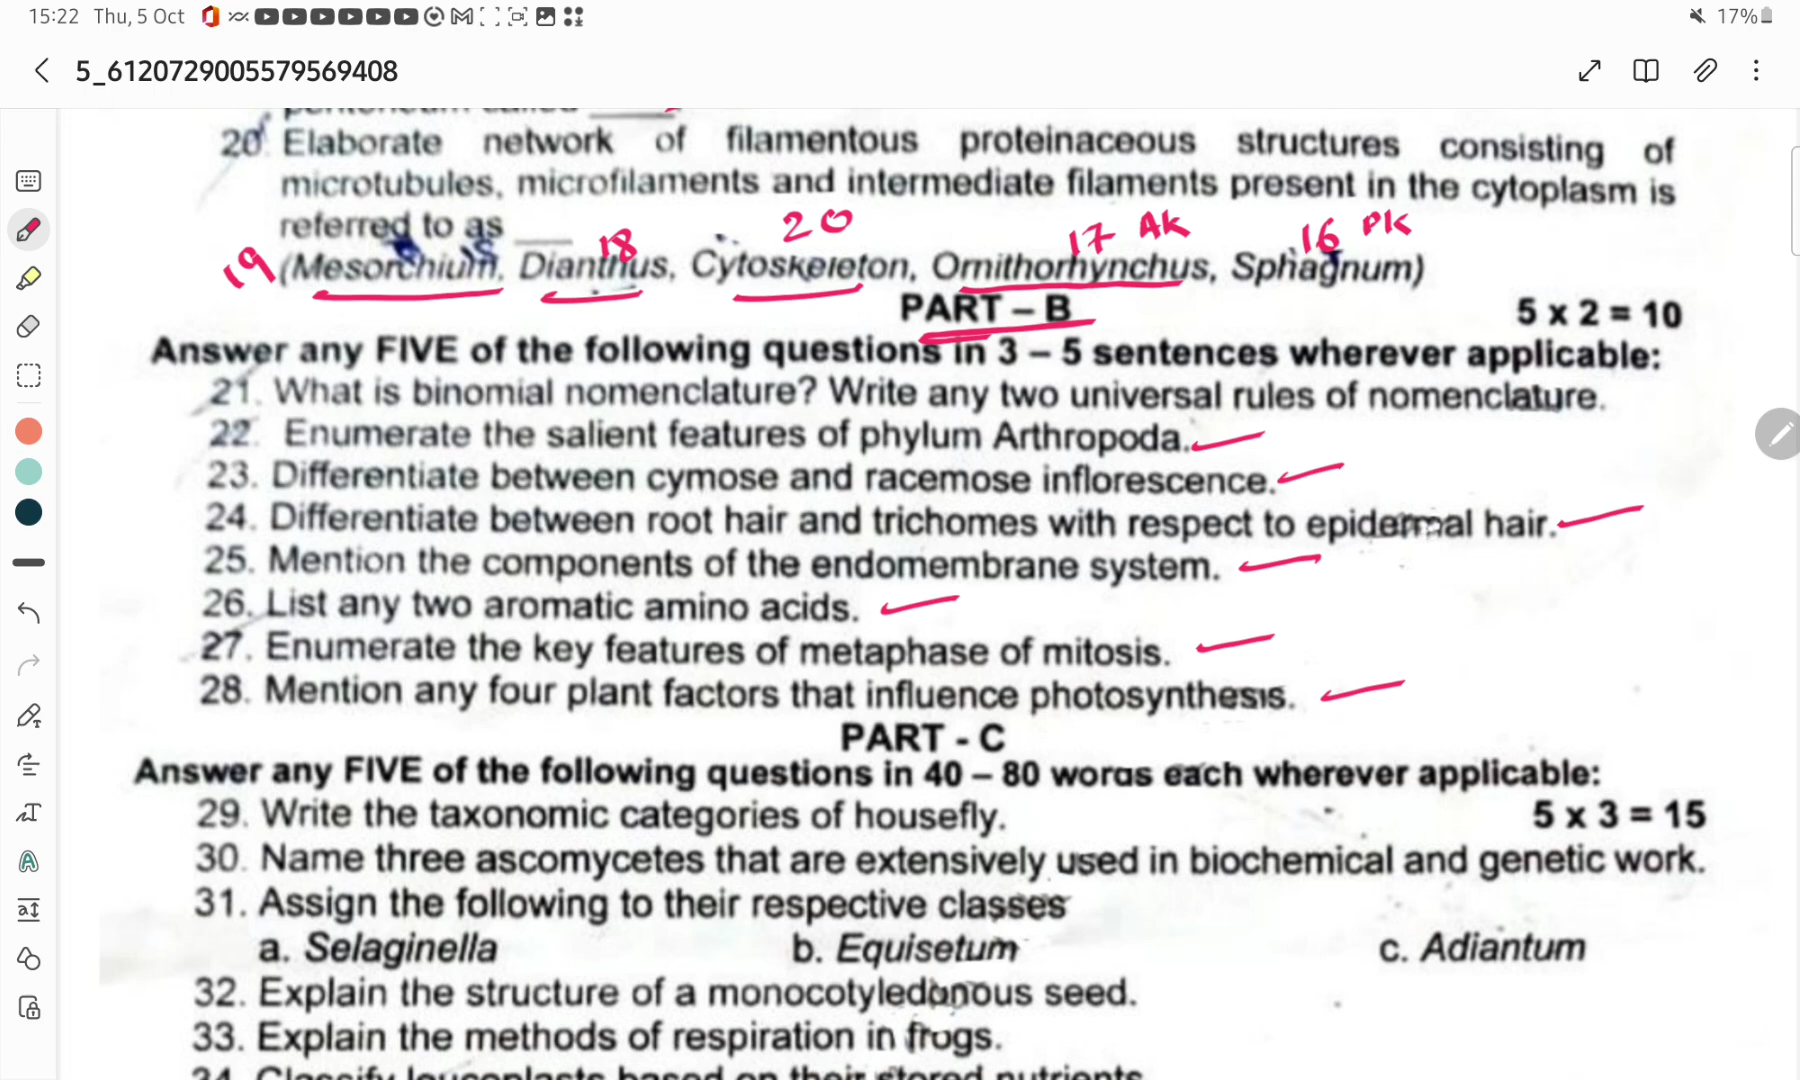 15:22 Thu, 5 Oct
17%
5_6120729005579569408
20. Elaborate network of filamentous proteinaceous structures consisting of
microtubules, microfilaments and intermediate filaments present in the cytoplasm is
referred to as ____
19 18 20 17 AK 16 PK
(Mesorchium, Dianthus, Cytoskeleton, Ornithorhynchus, Sphagnum)
PART – B
5 x 2 = 10
Answer any FIVE of the following questions in 3 – 5 sentences wherever applicable:
21. What is binomial nomenclature? Write any two universal rules of nomenclature.
22. Enumerate the salient features of phylum Arthropoda.
23. Differentiate between cymose and racemose inflorescence.
24. Differentiate between root hair and trichomes with respect to epidermal hair.
25. Mention the components of the endomembrane system.
26. List any two aromatic amino acids.
27. Enumerate the key features of metaphase of mitosis.
28. Mention any four plant factors that influence photosynthesis.
PART - C
Answer any FIVE of the following questions in 40 – 80 words each wherever applicable:
29. Write the taxonomic categories of housefly.
5 x 3 = 15
30. Name three ascomycetes that are extensively used in biochemical and genetic work.
31. Assign the following to their respective classes
a. Selaginella b. Equisetum c. Adiantum
32. Explain the structure of a monocotyledonous seed.
33. Explain the methods of respiration in frogs.
34. Classify leucoplasts based on their stored nutrients